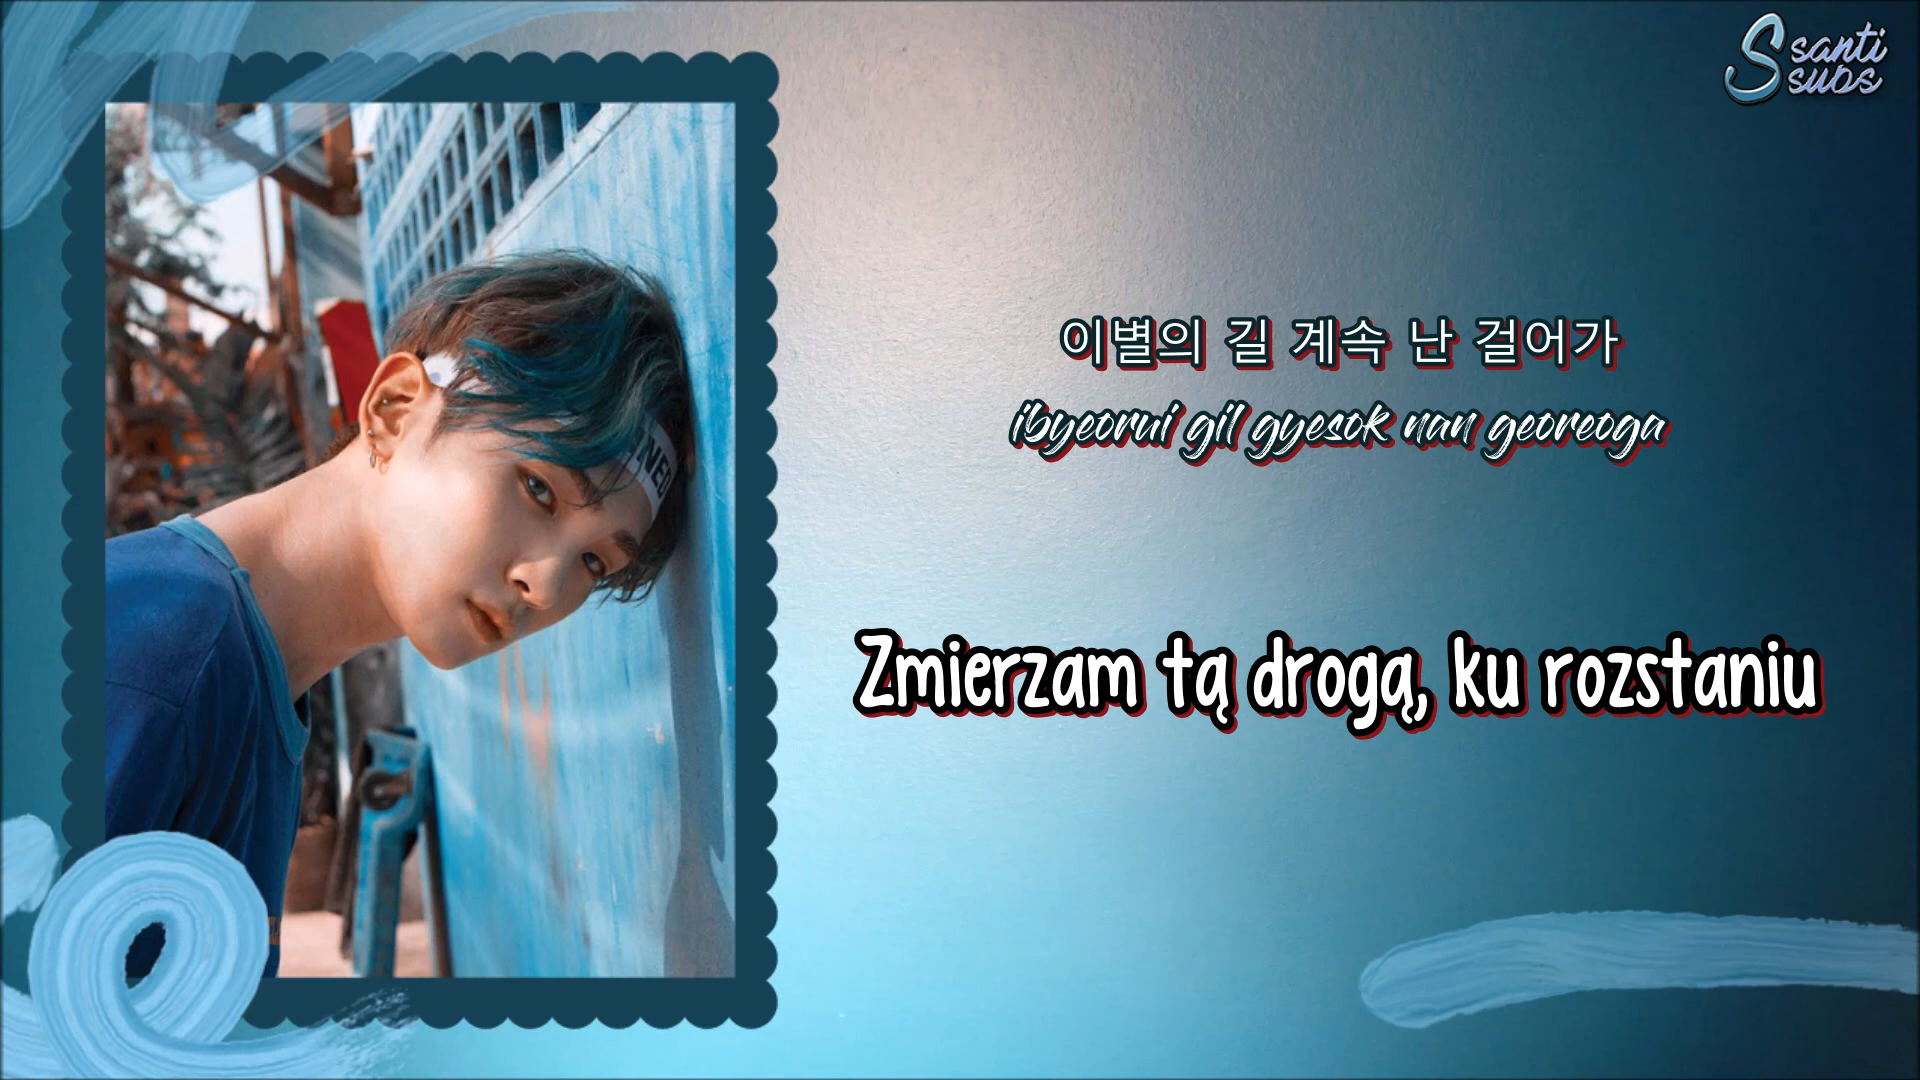 Ssanti
subs
이별의 길 계속 난 걸어가
ibyeorui gil gyesok nan georeoga
Zmierzam tą drogą, ku rozstaniu